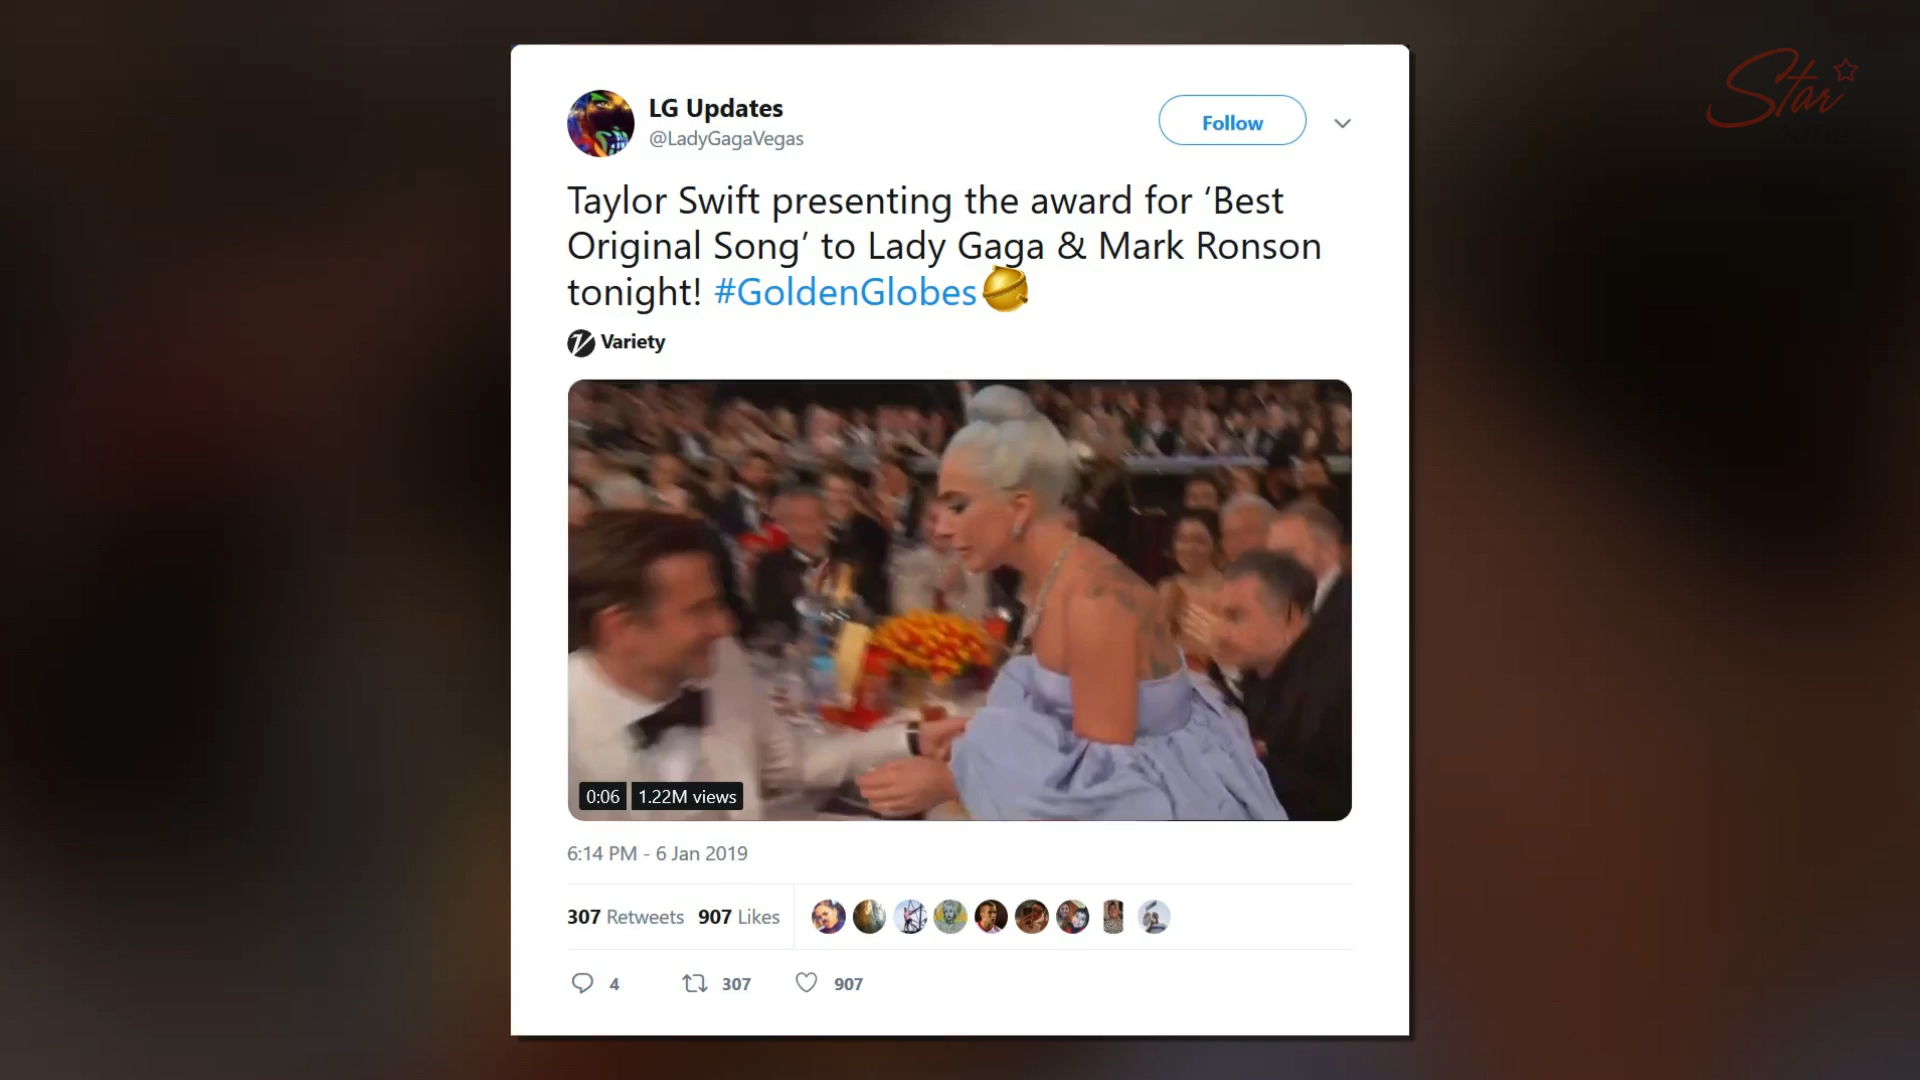 Star
LG Updates
@LadyGagaVegas
Follow
Taylor Swift presenting the award for ‘Best
Original Song’ to Lady Gaga & Mark Ronson
tonight! #GoldenGlobes
Variety
0:06 1.22M views
6:14 PM - 6 Jan 2019
307 Retweets 907 Likes
4 307 907